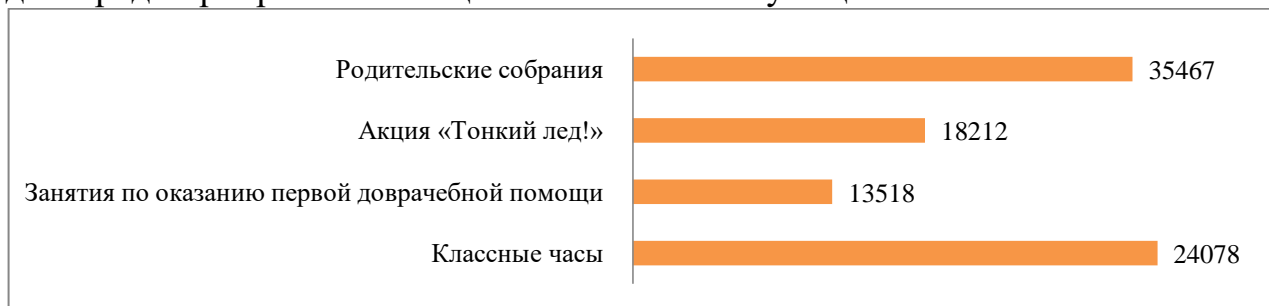 Родительские собрания 35467
Акция «Тонкий лед!» 18212
Занятия по оказанию первой доврачебной помощи 13518
Классные часы 24078